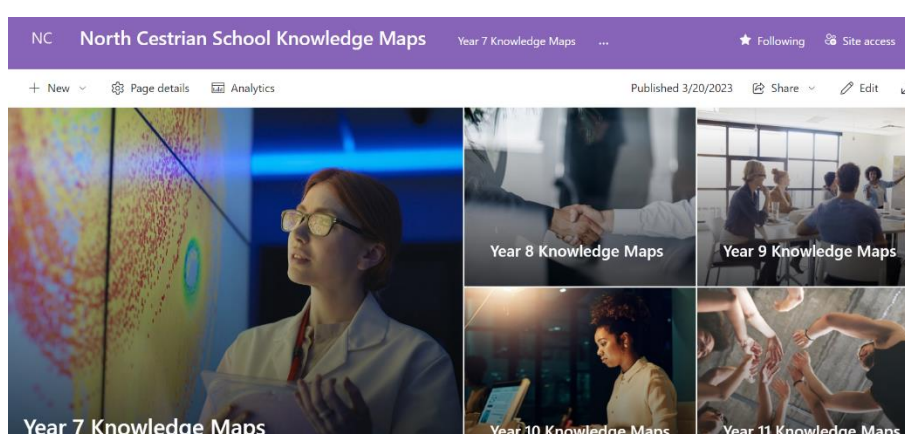 NC North Cestrian School Knowledge Maps Year 7 Knowledge Maps ... Following Site access
+ New Page details Analytics Published 3/20/2023 Share Edit
Year 8 Knowledge Maps Year 9 Knowledge Maps
Year 7 Knowledge Maps Year 10 Knowledge Maps Year 11 Knowledge Maps